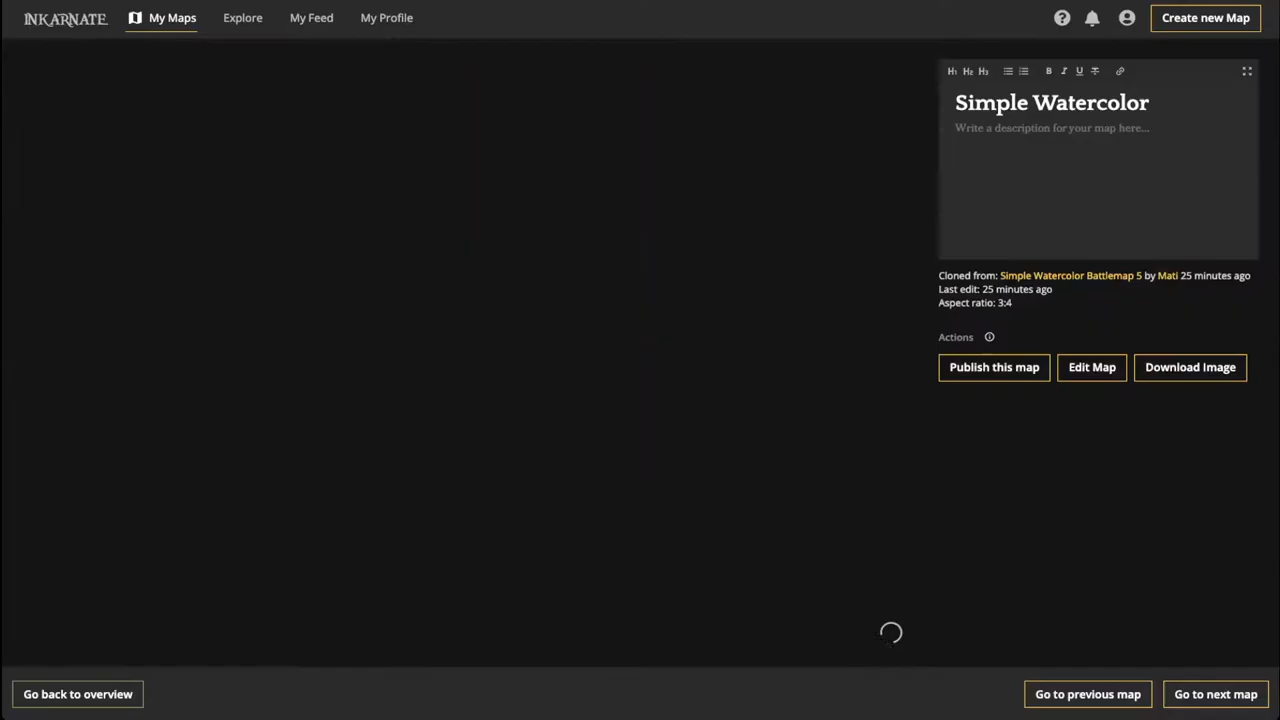 INKARNATE My Maps Explore My Feed My Profile ? Create new Map
H1 H2 H3 B I U T
Simple Watercolor
Write a description for your map here...
Cloned from: Simple Watercolor Battlemap 5 by Mati 25 minutes ago
Last edit: 25 minutes ago
Aspect ratio: 3:4
Actions
Publish this map Edit Map Download Image
Go back to overview Go to previous map Go to next map